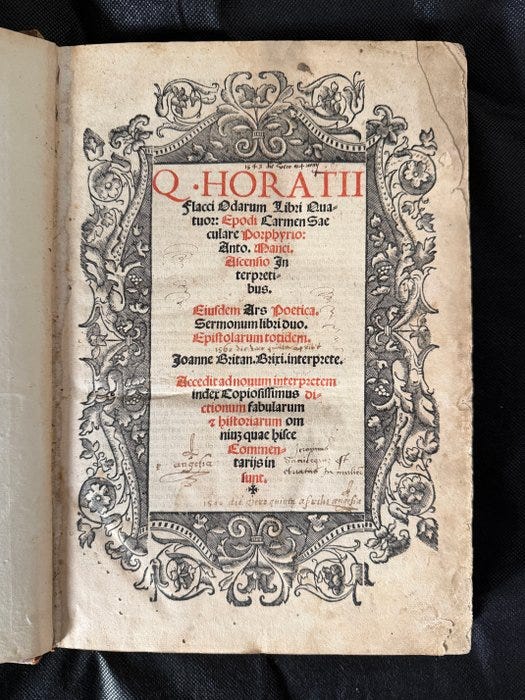 Q. HORATII
Flacci Odarum Libri Qua-
tuor: Epodi Carmen Sae
culare Porphyrio:
Anto. Manci.
Ascensio In
terpreti-
bus.
Eiusdem Ars Poetica.
Sermonum libri duo.
Epistolarum totidem.
Joanne Britan. Brixi. interprete.
Accedit ad nouum interpretem
index Copiosissimus di-
ctionum fabularum
⁊ historiarum om
niuꝫ quae hisce
Commen-
tarijs in
sunt.
angelia